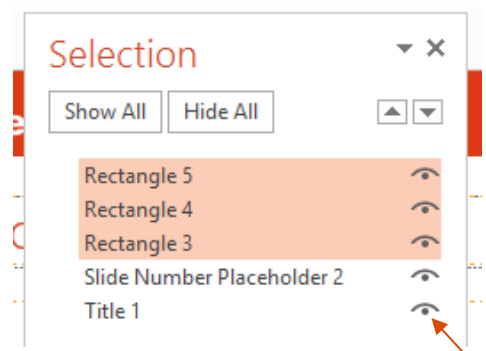 Selection
Show All Hide All
Rectangle 5
Rectangle 4
Rectangle 3
Slide Number Placeholder 2
Title 1